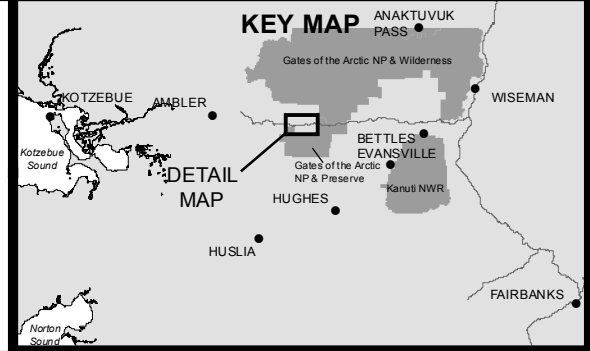 KEY MAP
ANAKTUVUK
PASS
Gates of the Arctic NP & Wilderness
KOTZEBUE
AMBLER
WISEMAN
Kotzebue
Sound
BETTLES
EVANSVILLE
DETAIL
MAP
Gates of the Arctic
NP & Preserve
Kanuti NWR
HUGHES
HUSLIA
FAIRBANKS
Norton
Sound